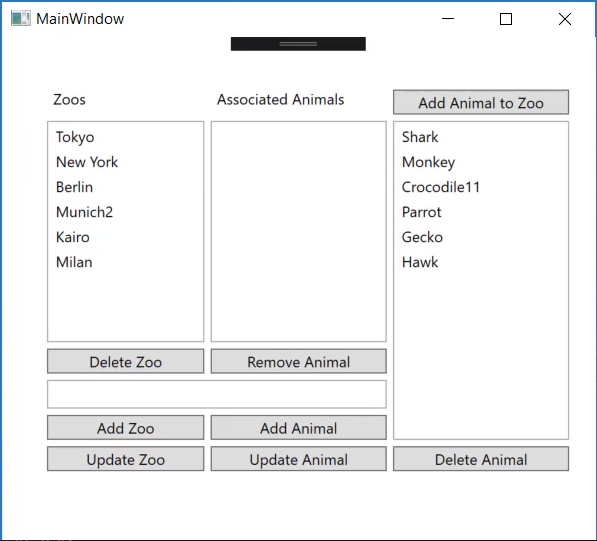 MainWindow
Zoos
Associated Animals
Add Animal to Zoo
Tokyo
New York
Berlin
Munich2
Kairo
Milan
Shark
Monkey
Crocodile11
Parrot
Gecko
Hawk
Delete Zoo
Remove Animal
Add Zoo
Add Animal
Update Zoo
Update Animal
Delete Animal